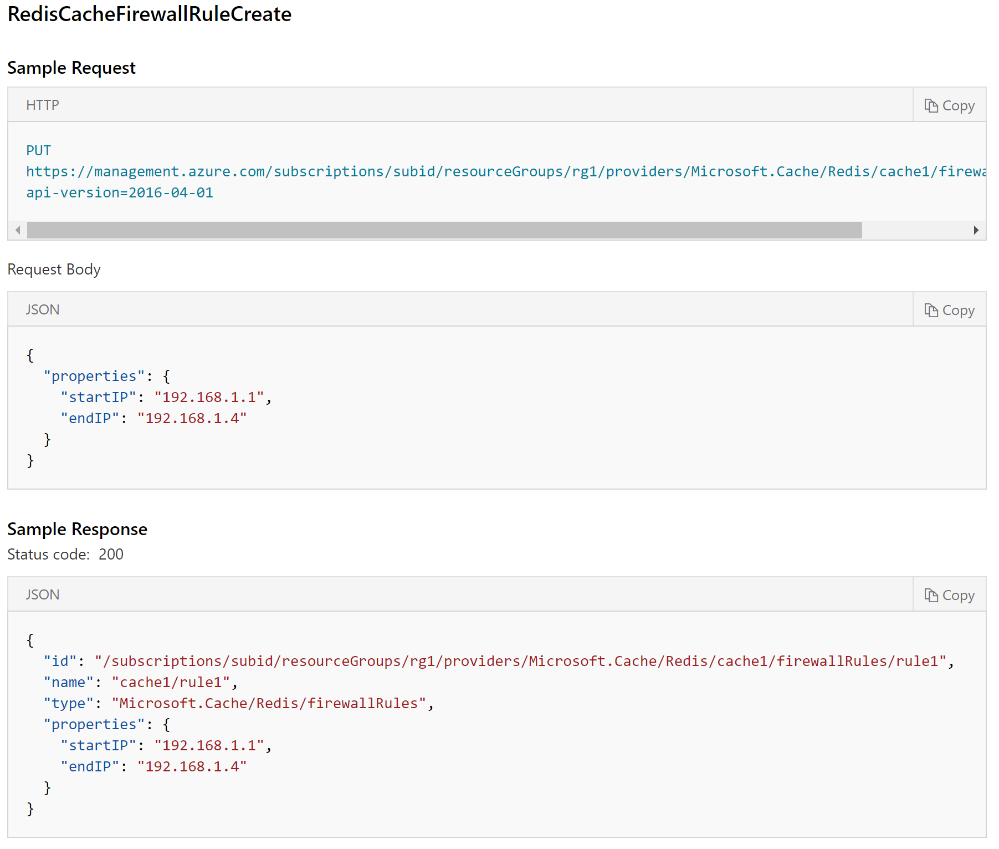 RedisCacheFirewallRuleCreate
Sample Request
HTTP
Copy
PUT
https://management.azure.com/subscriptions/subid/resourceGroups/rg1/providers/Microsoft.Cache/Redis/cache1/firewa
api-version=2016-04-01
Request Body
JSON
Copy
{
  "properties": {
    "startIP": "192.168.1.1",
    "endIP": "192.168.1.4"
  }
}
Sample Response
Status code: 200
JSON
Copy
{
  "id": "/subscriptions/subid/resourceGroups/rg1/providers/Microsoft.Cache/Redis/cache1/firewallRules/rule1",
  "name": "cache1/rule1",
  "type": "Microsoft.Cache/Redis/firewallRules",
  "properties": {
    "startIP": "192.168.1.1",
    "endIP": "192.168.1.4"
  }
}